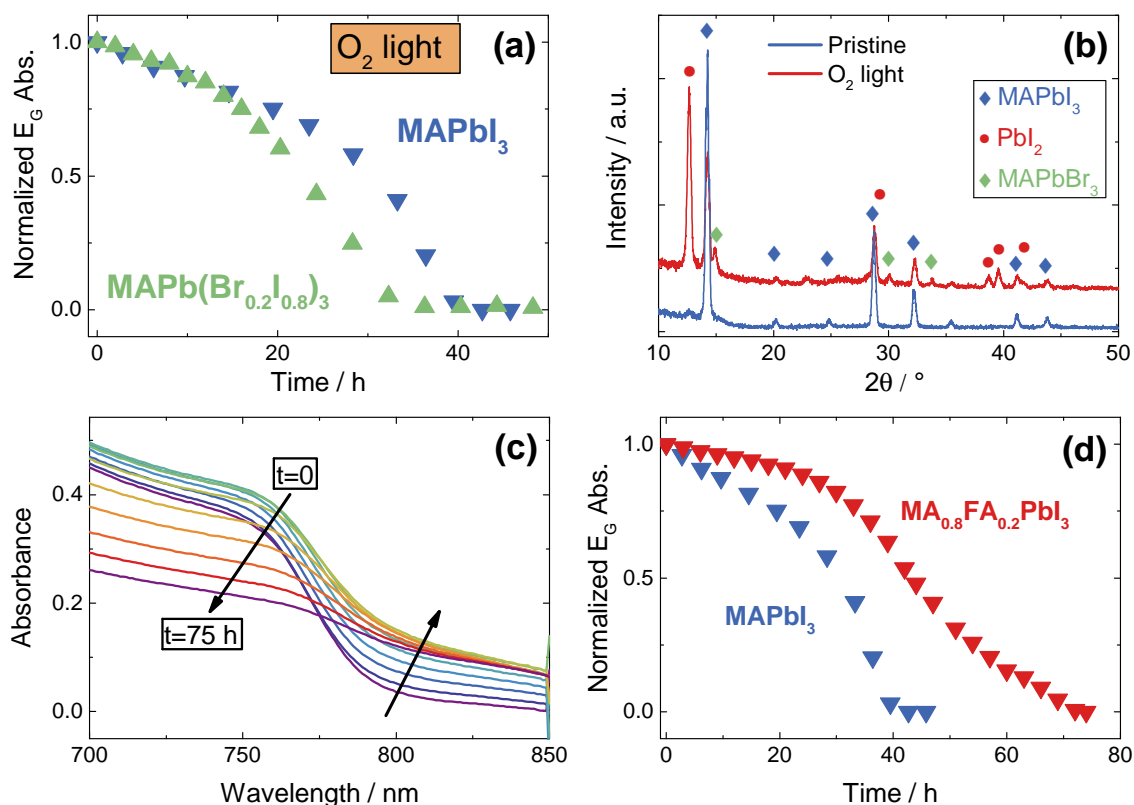 (a)
O₂ light
MAPbI₃
MAPb(Br₀.₂I₀.₈)₃
Normalized E_G Abs.
1.0
0.5
0.0
0
20
40
Time / h
(b)
Pristine
O₂ light
MAPbI₃
PbI₂
MAPbBr₃
Intensity / a.u.
10
20
30
40
50
2θ / °
(c)
t=0
t=75 h
Absorbance
0.4
0.2
0.0
700
750
800
850
Wavelength / nm
(d)
MA₀.₈FA₀.₂PbI₃
MAPbI₃
Normalized E_G Abs.
1.0
0.5
0.0
0
20
40
60
80
Time / h